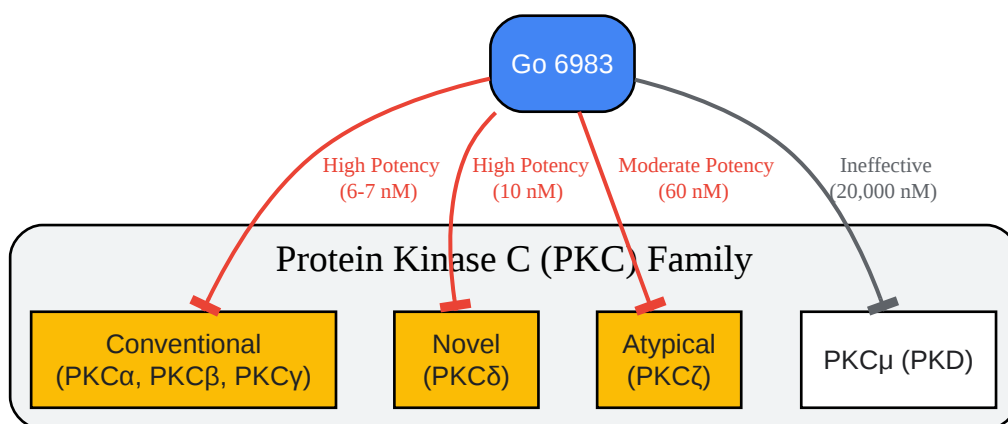 Go 6983
High Potency
(6-7 nM)
High Potency
(10 nM)
Moderate Potency
(60 nM)
Ineffective
(20,000 nM)
Protein Kinase C (PKC) Family
Conventional
(PKCα, PKCβ, PKCγ)
Novel
(PKCδ)
Atypical
(PKCζ)
PKCμ (PKD)